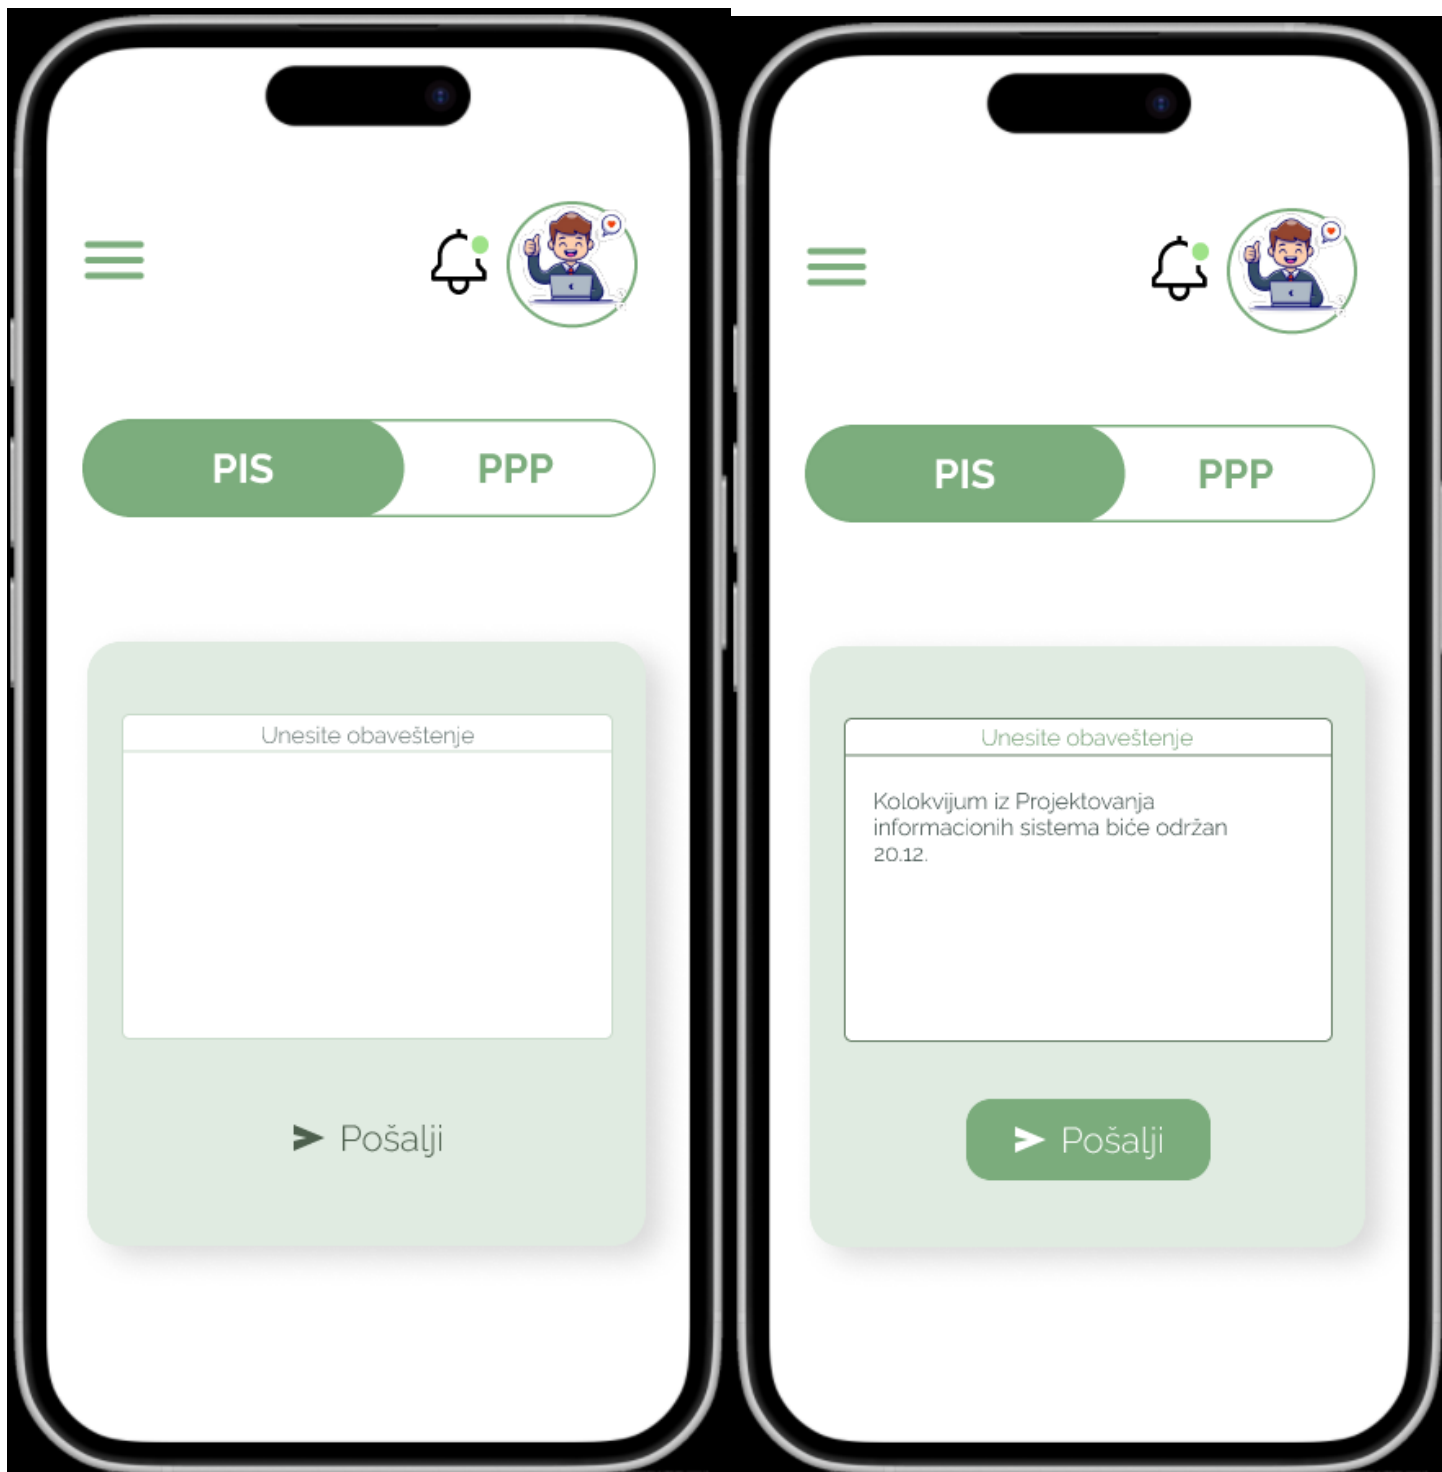 PIS PPP
Unesite obaveštenje
Pošalji
PIS PPP
Unesite obaveštenje
Kolokvijum iz Projektovanja
informacionih sistema biće održan
20.12.
Pošalji